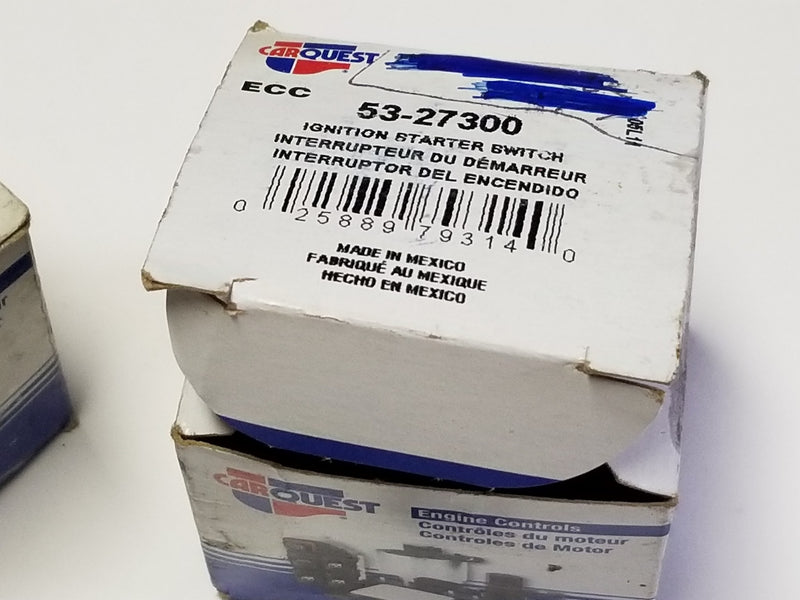 CARQUEST
ECC
53-27300
IGNITION STARTER SWITCH
INTERRUPTEUR DU DÉMARREUR
INTERRUPTOR DEL ENCENDIDO
0 25889 79314 0
MADE IN MEXICO
FABRIQUÉ AU MEXIQUE
HECHO EN MEXICO
CARQUEST
Engine Controls
Contrôles du moteur
Controles de Motor